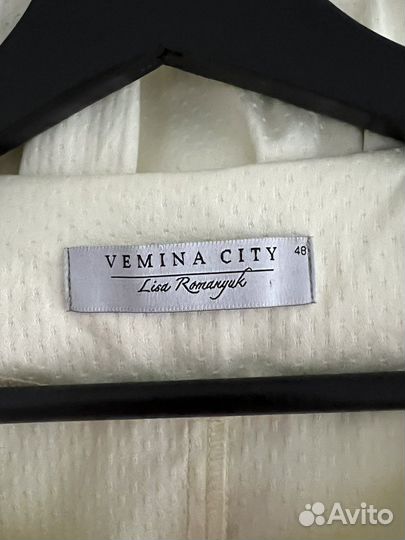 VEMINA CITY 48
Lisa Romanyuk
Avito